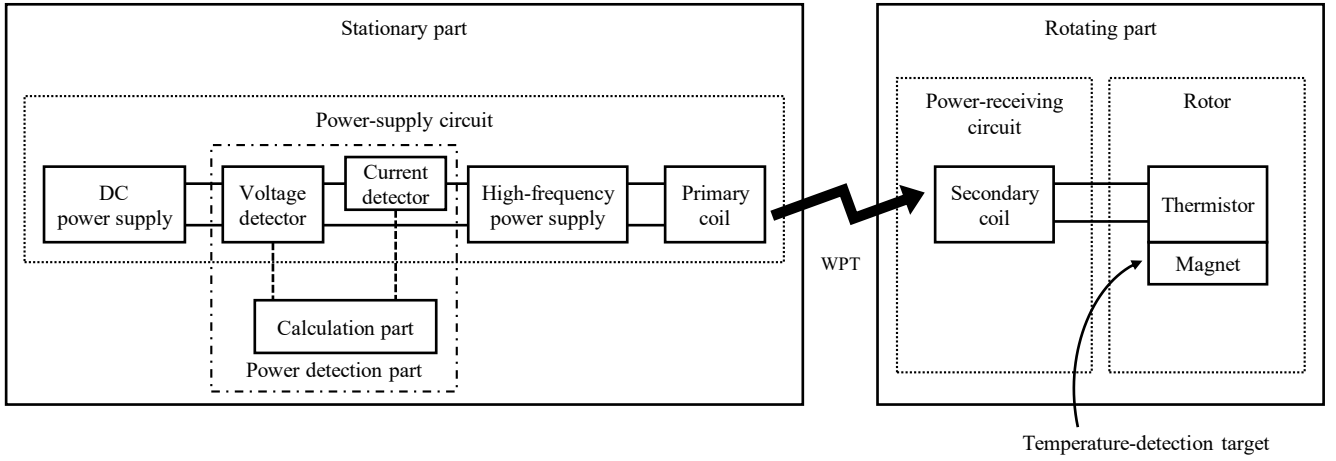 Stationary part
Rotating part
Power-supply circuit
DC
power supply
Voltage
detector
Current
detector
High-frequency
power supply
Primary
coil
Calculation part
Power detection part
WPT
Power-receiving
circuit
Secondary
coil
Rotor
Thermistor
Magnet
Temperature-detection target